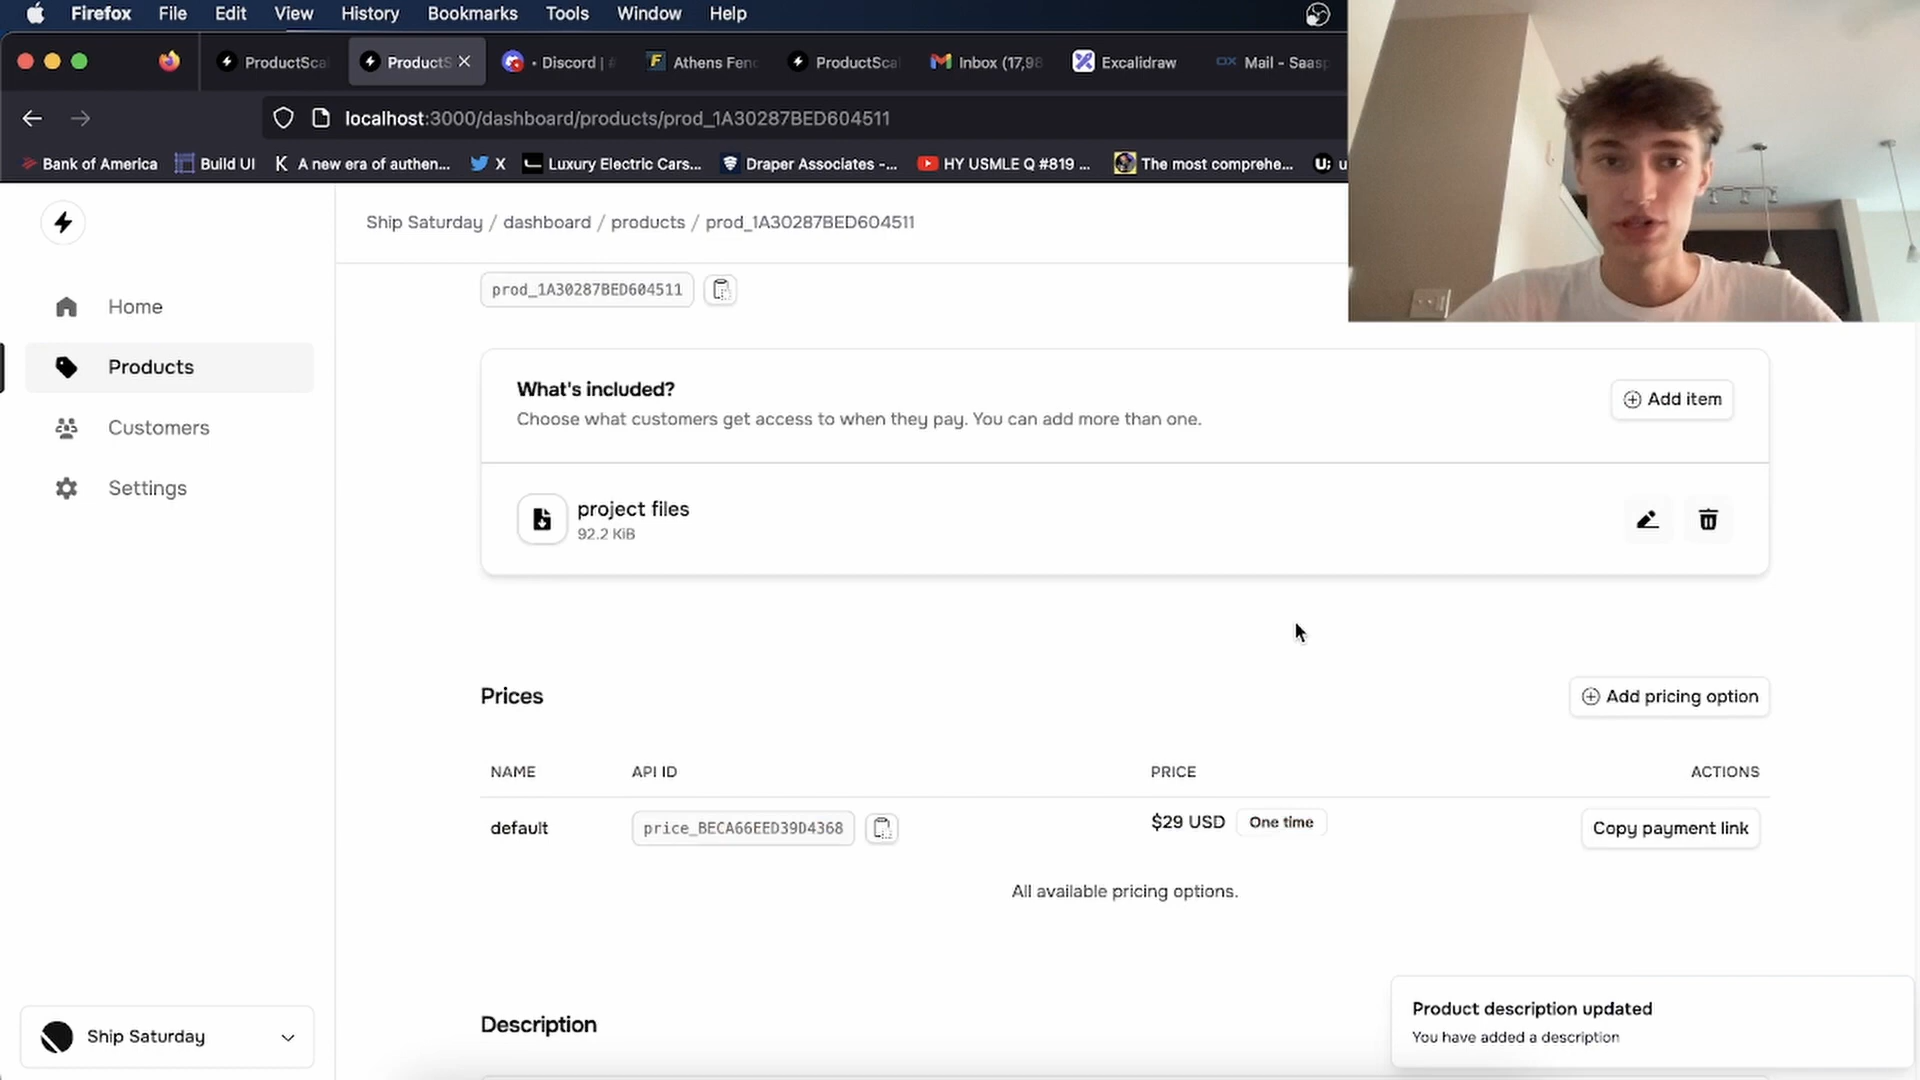 Firefox File Edit View History Bookmarks Tools Window Help
ProductSca ProductS • Discord | Athens Fen ProductSca Inbox (17,98 Excalidraw Mail - Saasp
localhost:3000/dashboard/products/prod_1A30287BED604511
Bank of America Build UI A new era of authen... X Luxury Electric Cars... Draper Associates -... HY USMLE Q #819 ... The most comprehe... u
Ship Saturday / dashboard / products / prod_1A30287BED604511
prod_1A30287BED604511
Home
Products
Customers
Settings
What's included?
Choose what customers get access to when they pay. You can add more than one.
Add item
project files
92.2 KiB
Prices
Add pricing option
NAME API ID PRICE ACTIONS
default price_BECA66EED39D4368 $29 USD One time Copy payment link
All available pricing options.
Description
Product description updated
You have added a description
Ship Saturday